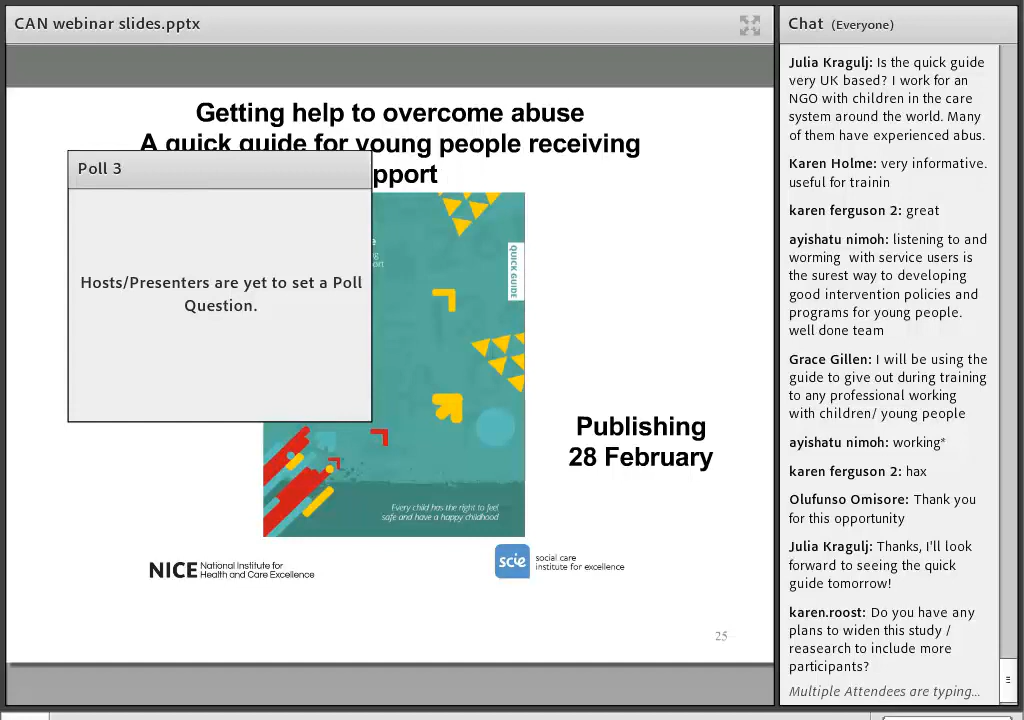 CAN webinar slides.pptx
Getting help to overcome abuse
A quick guide for young people receiving
pport
Poll 3
Hosts/Presenters are yet to set a Poll
Question.
QUICK GUIDE
Publishing
28 February
Every child has the right to feel
safe and have a happy childhood
NICE National Institute for
Health and Care Excellence
scie social care
institute for excellence
25
Chat (Everyone)
Julia Kragulj: Is the quick guide
very UK based? I work for an
NGO with children in the care
system around the world. Many
of them have experienced abus.
Karen Holme: very informative.
useful for trainin
karen ferguson 2: great
ayishatu nimoh: listening to and
worming with service users is
the surest way to developing
good intervention policies and
programs for young people.
well done team
Grace Gillen: I will be using the
guide to give out during training
to any professional working
with children/ young people
ayishatu nimoh: working*
karen ferguson 2: hax
Olufunso Omisore: Thank you
for this opportunity
Julia Kragulj: Thanks, I'll look
forward to seeing the quick
guide tomorrow!
karen.roost: Do you have any
plans to widen this study /
reasearch to include more
participants?
Multiple Attendees are typing...